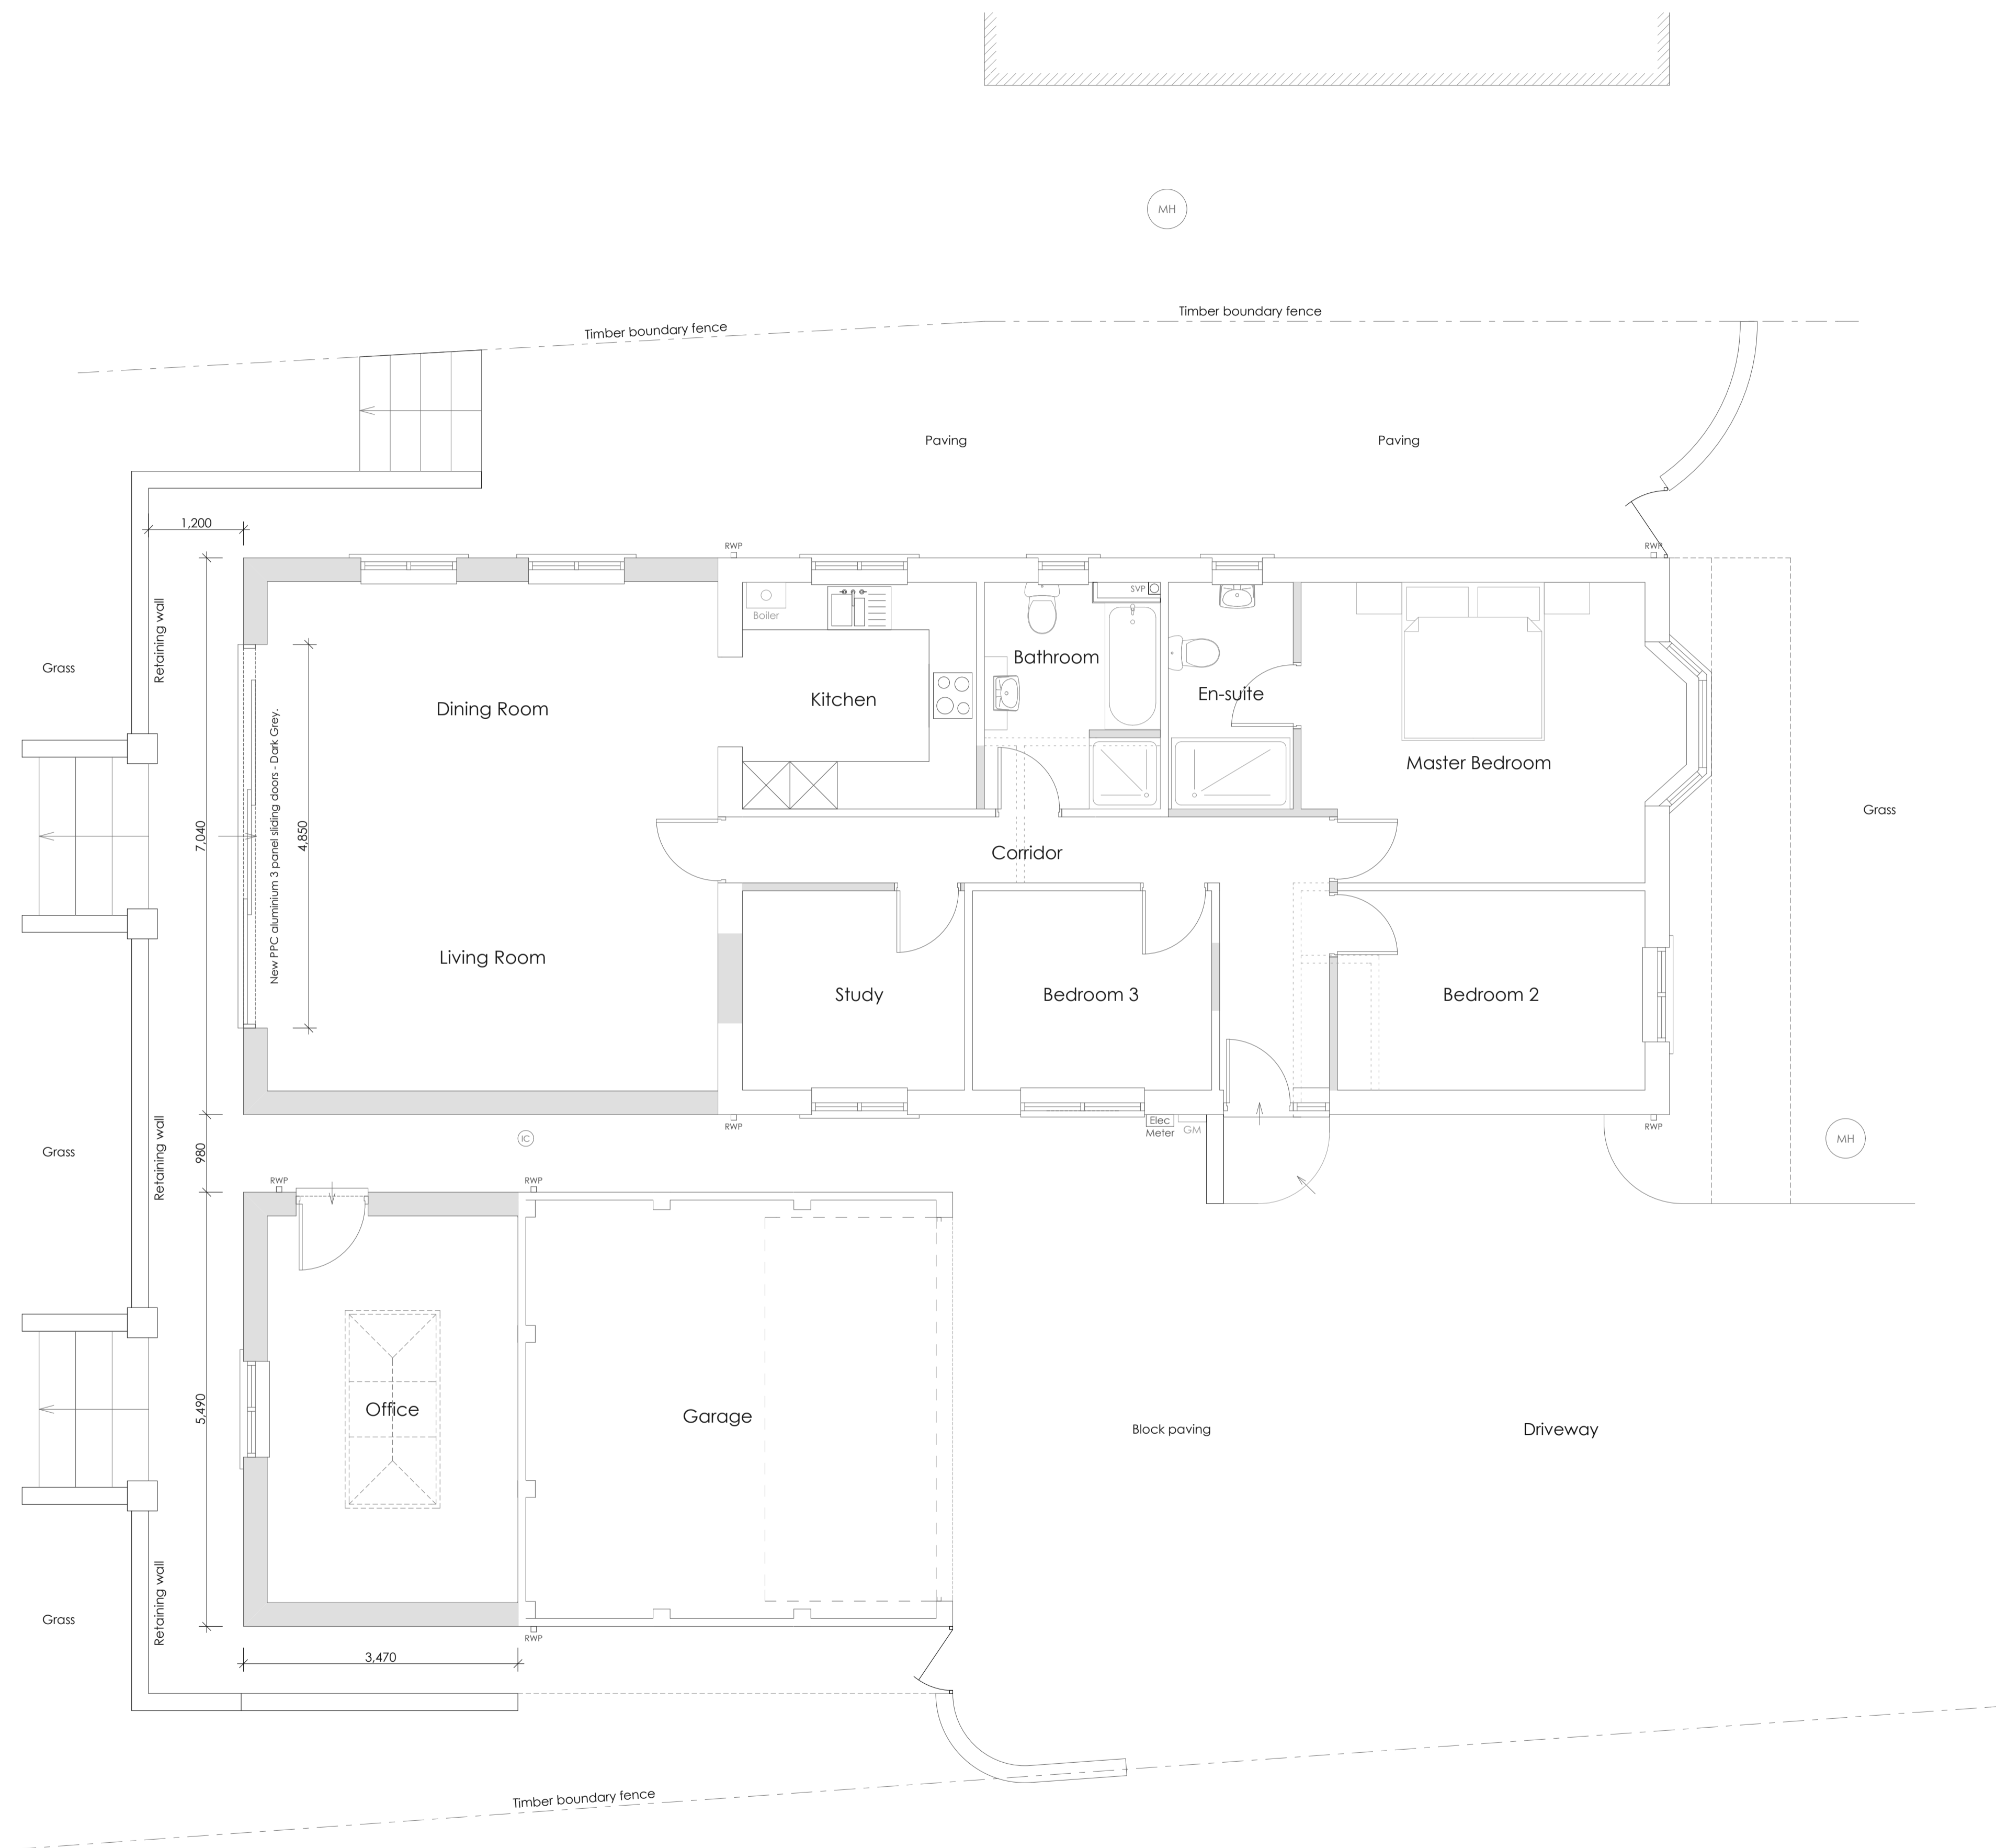 MH
Timber boundary fence
Timber boundary fence
Paving
Paving
1,200
RWP
RWP
Retaining wall
Boiler
SVP
Grass
Dining Room
Kitchen
Bathroom
En-suite
Master Bedroom
New PPC aluminium 3 panel sliding doors - Dark Grey.
7,040
4,850
Corridor
Grass
Living Room
Study
Bedroom 3
Bedroom 2
RWP
Elec
Meter
GM
RWP
IC
MH
Grass
Retaining wall
980
RWP
RWP
5,490
Office
Garage
Block paving
Driveway
Grass
Retaining wall
RWP
3,470
Timber boundary fence